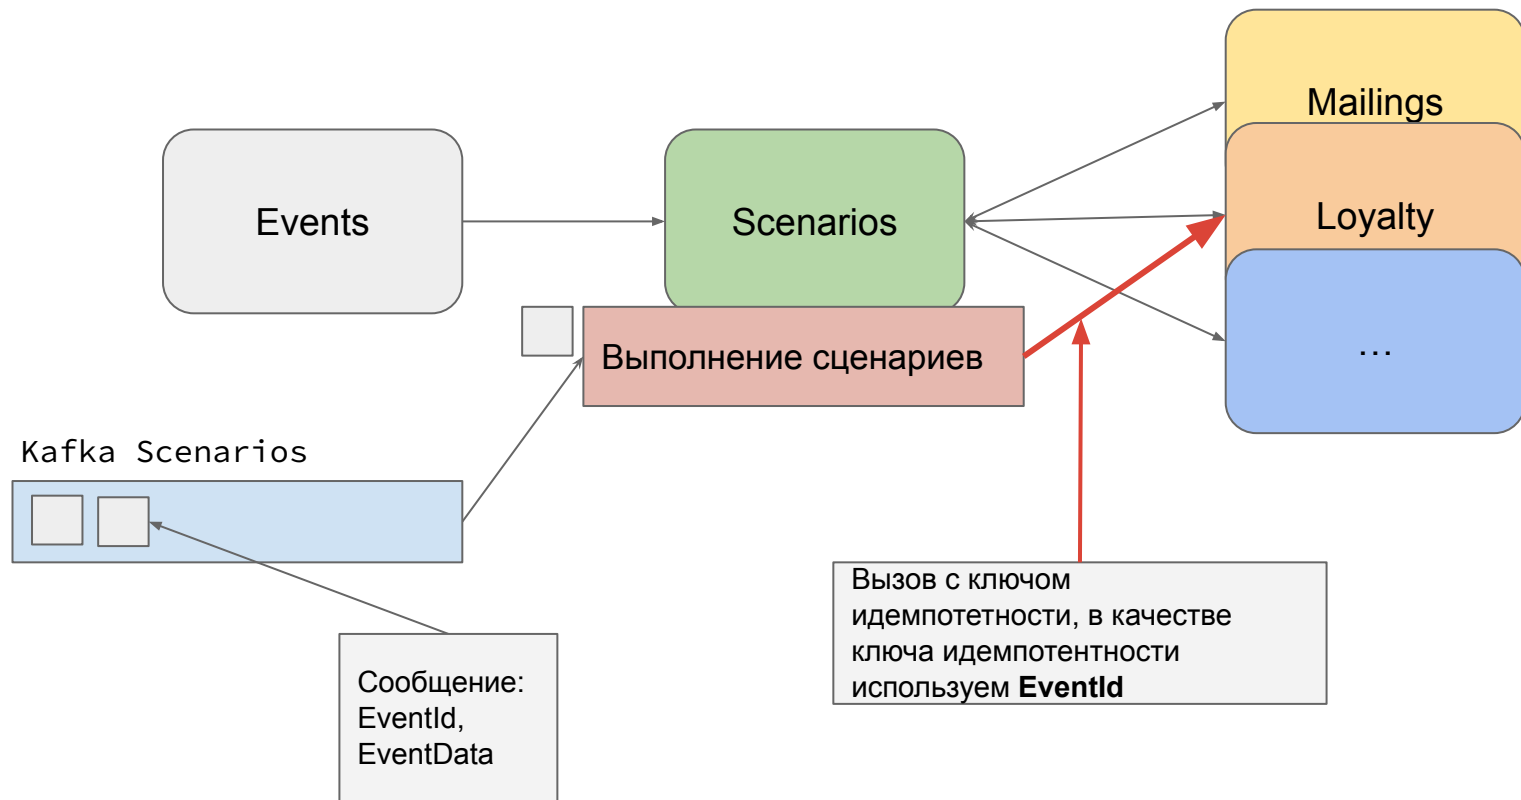 Mailings
Events
Scenarios
Loyalty
Выполнение сценариев
...
Kafka Scenarios
Вызов с ключом
идемпотетности, в качестве
ключа идемпотентности
используем EventId
Сообщение:
EventId,
EventData